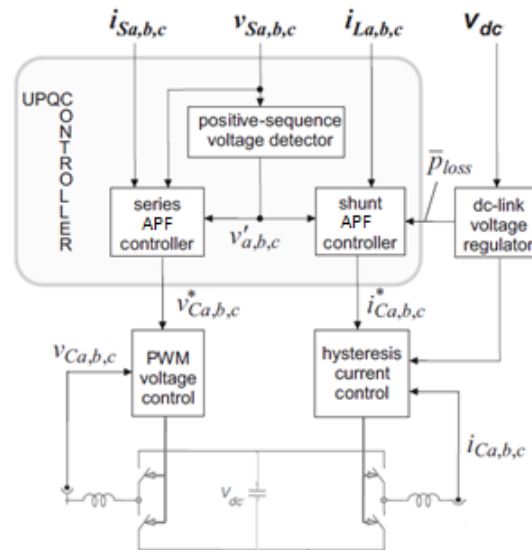 i_{Sa,b,c} v_{Sa,b,c} i_{La,b,c} V_{dc}
UPQC
CONTROLLER
positive-sequence
voltage detector
p̅_{loss}
series
APF
controller
v'_{a,b,c}
shunt
APF
controller
dc-link
voltage
regulator
v*_{Ca,b,c}
i*_{Ca,b,c}
v_{Ca,b,c}
PWM
voltage
control
hysteresis
current
control
i_{Ca,b,c}
V_{dc}